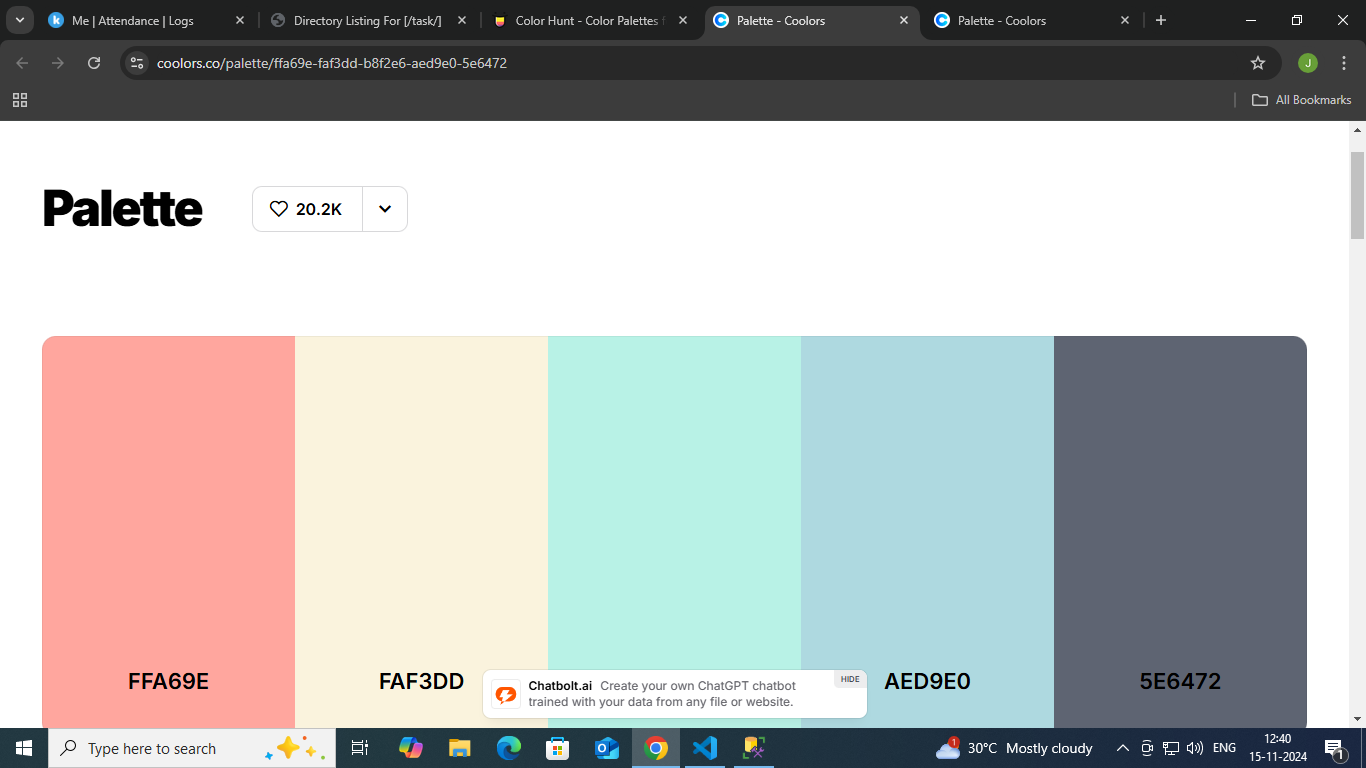 Me | Attendance | Logs
Directory Listing For [/task/]
Color Hunt - Color Palettes f
Palette - Coolors
Palette - Coolors
coolors.co/palette/ffa69e-faf3dd-b8f2e6-aed9e0-5e6472
J
All Bookmarks
Palette
20.2K
FFA69E
FAF3DD
AED9E0
5E6472
Chatbolt.ai Create your own ChatGPT chatbot
trained with your data from any file or website.
HIDE
Type here to search
1
30°C Mostly cloudy
ENG
12:40
15-11-2024
1